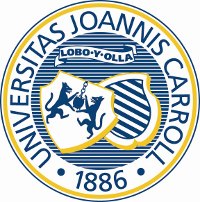 UNIVERSITAS JOANNIS CARROLL
LOBO·Y·OLLA
· 1886 ·